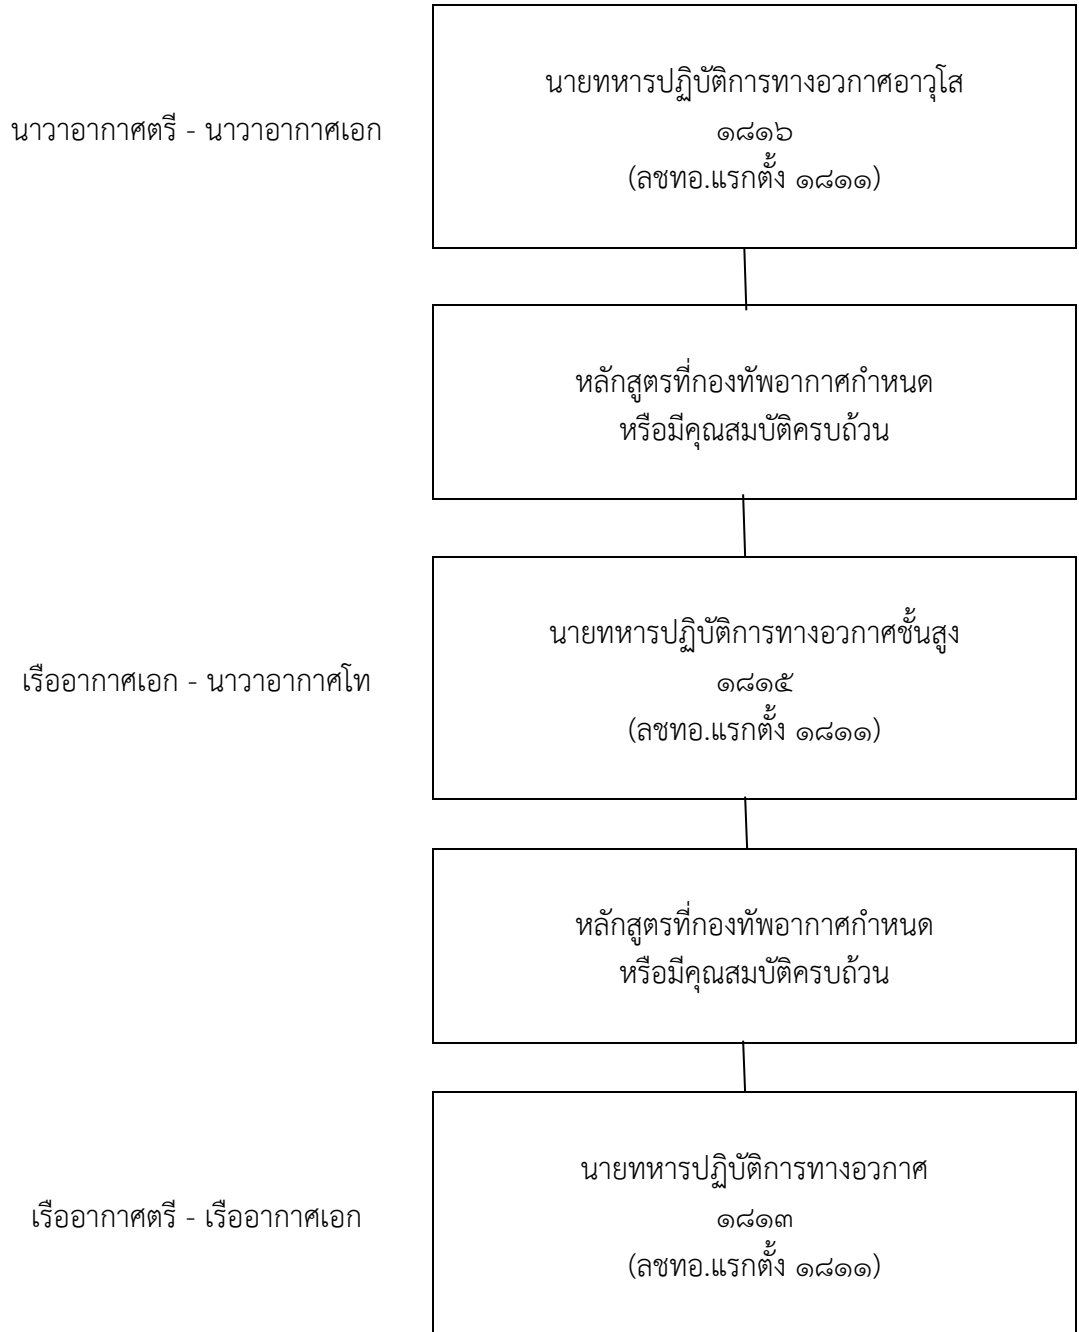 นายทหารปฏิบัติการทางอวกาศอาวุโส
นาวาอากาศตรี - นาวาอากาศเอก
๑๘๑๖
(ลชทอ.แรกตั้ง ๑๘๑๑)
หลักสูตรที่กองทัพอากาศกำหนด
หรือมีคุณสมบัติครบถ้วน
นายทหารปฏิบัติการทางอวกาศชั้นสูง
เรืออากาศเอก - นาวาอากาศโท
๑๘๑๕
(ลชทอ.แรกตั้ง ๑๘๑๑)
หลักสูตรที่กองทัพอากาศกำหนด
หรือมีคุณสมบัติครบถ้วน
นายทหารปฏิบัติการทางอวกาศ
เรืออากาศตรี - เรืออากาศเอก
๑๘๑๓
(ลชทอ.แรกตั้ง ๑๘๑๑)